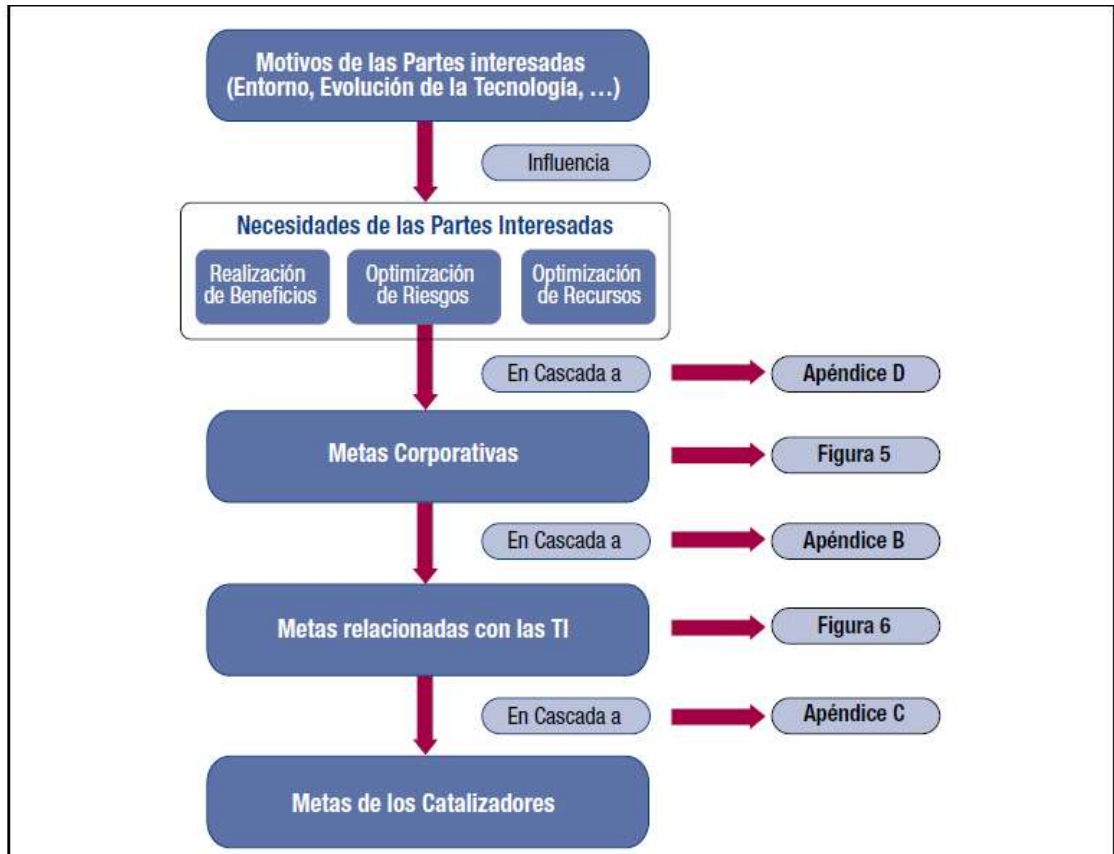 Motivos de las Partes interesadas
(Entorno, Evolución de la Tecnología, …)
Influencia
Necesidades de las Partes Interesadas
Realización
de Beneficios
Optimización
de Riesgos
Optimización
de Recursos
En Cascada a
Apéndice D
Metas Corporativas
Figura 5
En Cascada a
Apéndice B
Metas relacionadas con las TI
Figura 6
En Cascada a
Apéndice C
Metas de los Catalizadores